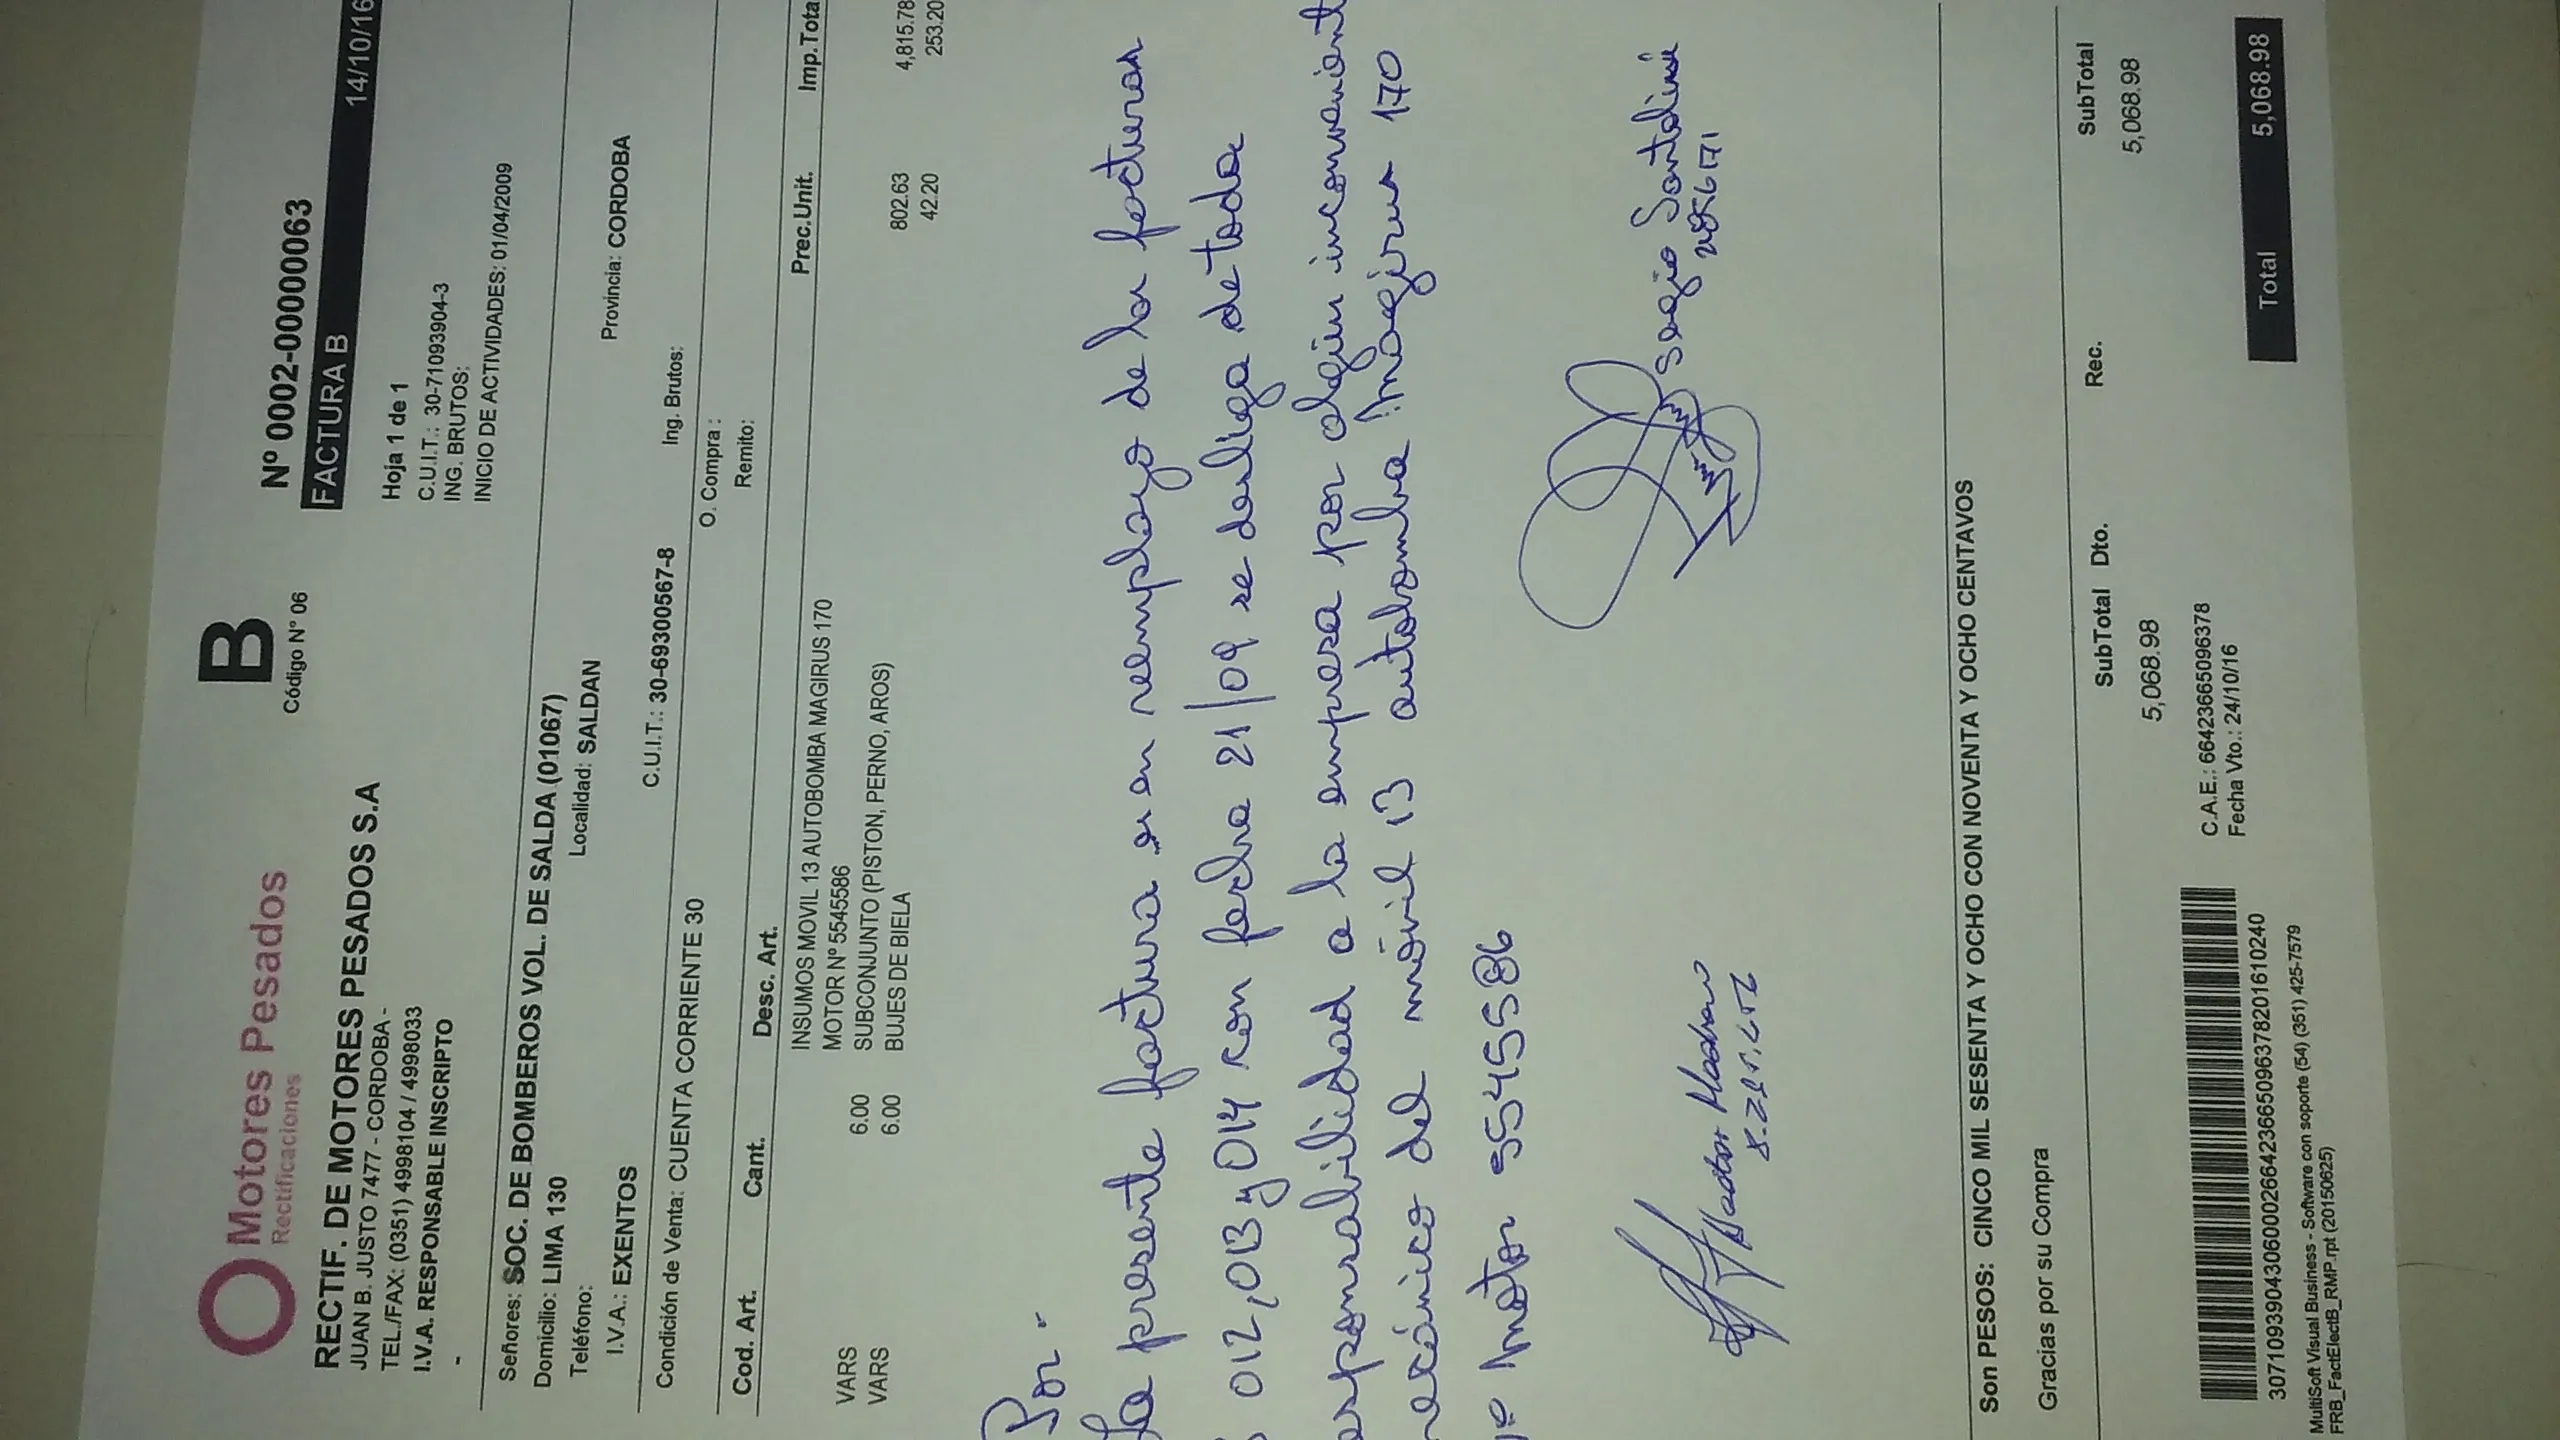 Motores Pesados
Rectificaciones
B
Código Nº 06
Nº 0002-00000063
FACTURA B 14/10/16
RECTIF. DE MOTORES PESADOS S.A
JUAN B. JUSTO 7477 - CORDOBA -
TEL./FAX: (0351) 4998104 / 4998033
I.V.A. RESPONSABLE INSCRIPTO
-
Hoja 1 de 1
C.U.I.T.: 30-71093904-3
ING. BRUTOS:
INICIO DE ACTIVIDADES: 01/04/2009
Señores: SOC. DE BOMBEROS VOL. DE SALDA (01067)
Domicilio: LIMA 130 Localidad: SALDAN Provincia: CORDOBA
Teléfono:
I.V.A.: EXENTOS C.U.I.T.: 30-69300567-8 Ing. Brutos:
Condición de Venta: CUENTA CORRIENTE 30 O. Compra :
Remito:
Cod. Art. Cant. Desc. Art. Prec.Unit. Imp.Tota
INSUMOS MOVIL 13 AUTOBOMBA MAGIRUS 170
MOTOR Nº 5545586
VARS 6.00 SUBCONJUNTO (PISTON, PERNO, AROS) 802.63 4,815.78
VARS 6.00 BUJES DE BIELA 42.20 253.20
Por -
La presente factura es en reemplazo de las facturas
012, 013 y 014 con fecha 21/09 se desliga de toda
esponsabilidad a la empresa por algún inconvenient
ecánico del móvil 13 autobomba Magirus 170
Nº Motor 5545586
Hector
Sergio
Son PESOS: CINCO MIL SESENTA Y OCHO CON NOVENTA Y OCHO CENTAVOS
Gracias por su Compra
SubTotal Dto. Rec. SubTotal
5,068.98 5,068.98
C.A.E.: 66423665096378
Fecha Vto.: 24/10/16
Total 5,068.98
3071093904306000266423665096378201610240
MultiSoft Visual Business - Software con soporte (54) (351) 425-7579
FRB_FactElectB_RMP.rpt (20150625)